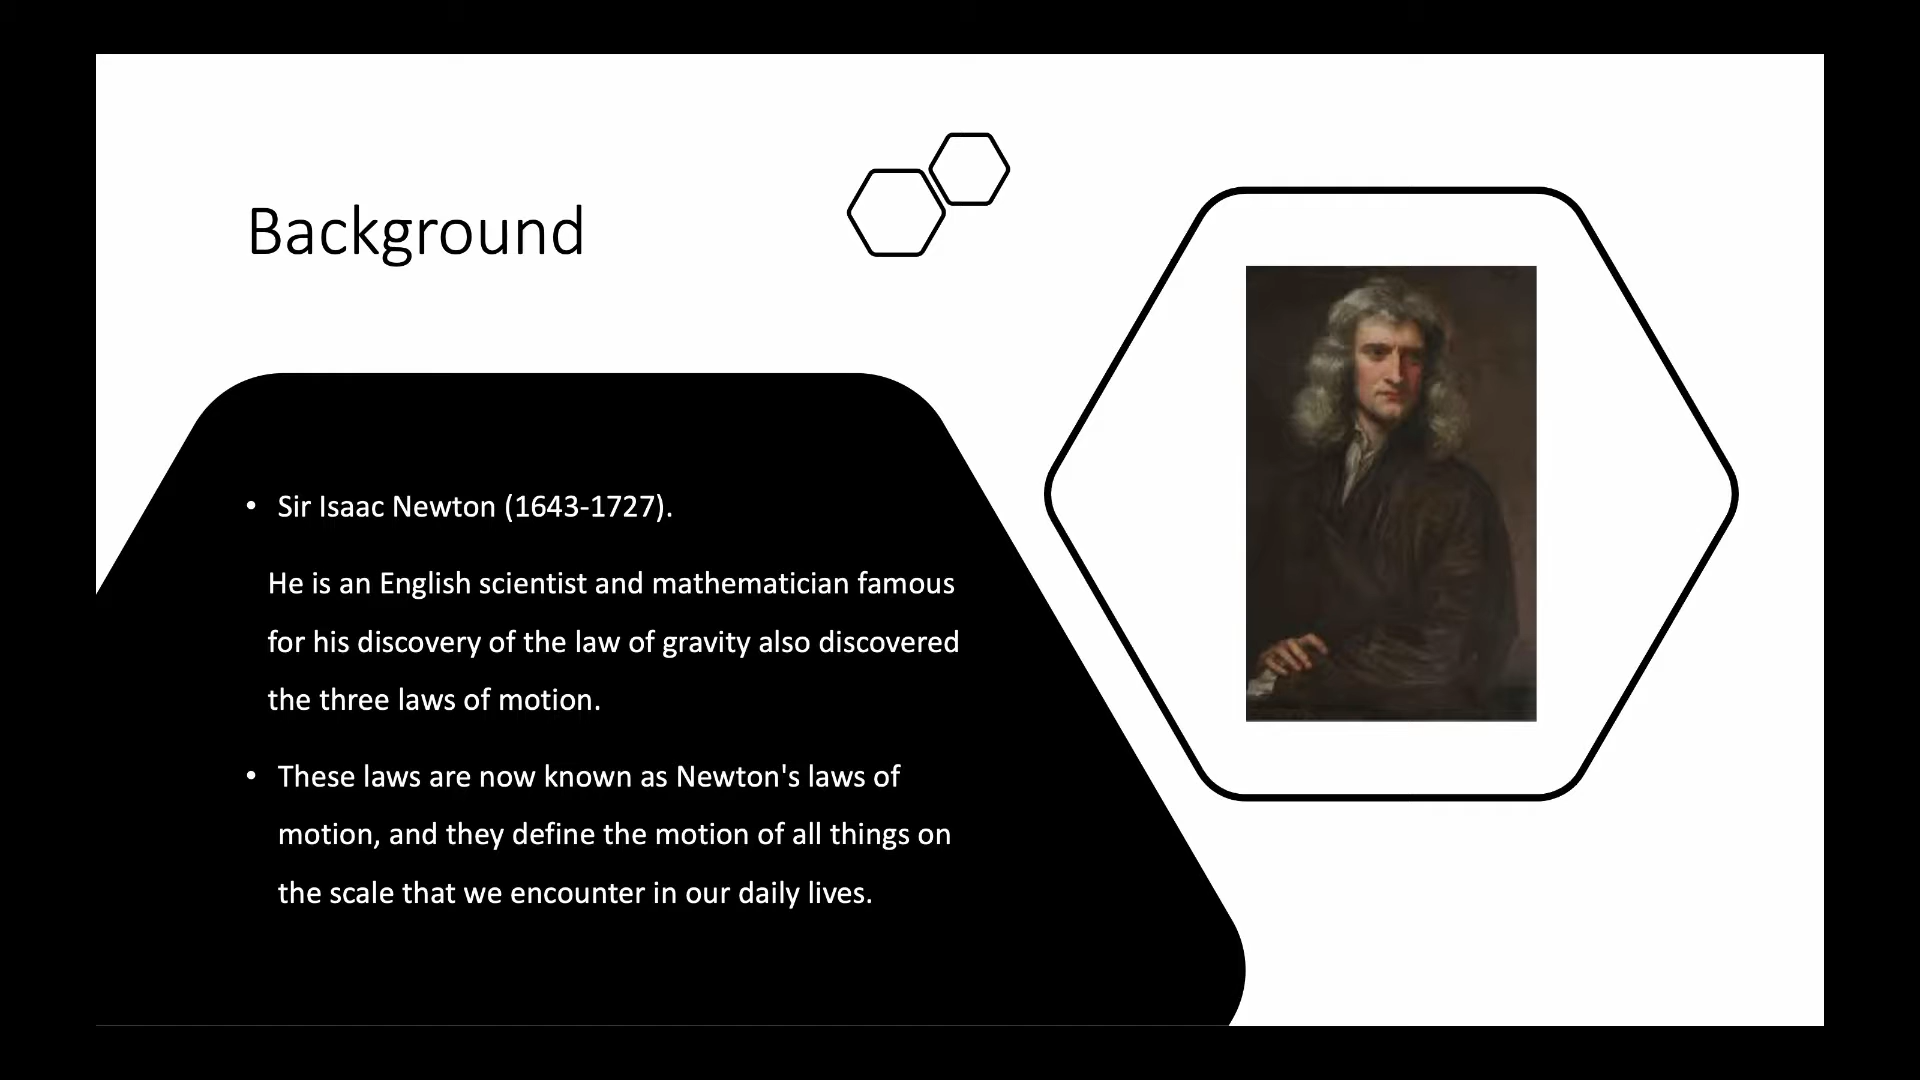 Background
• Sir Isaac Newton (1643-1727).
He is an English scientist and mathematician famous
for his discovery of the law of gravity also discovered
the three laws of motion.
• These laws are now known as Newton's laws of
motion, and they define the motion of all things on
the scale that we encounter in our daily lives.